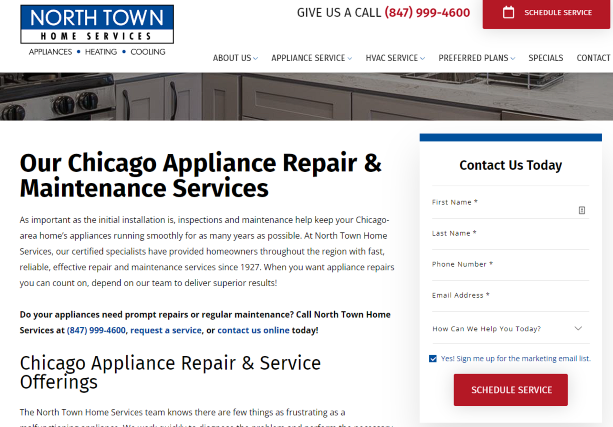 NORTH TOWN
HOME SERVICES
APPLIANCES • HEATING • COOLING
GIVE US A CALL (847) 999-4600
SCHEDULE SERVICE
ABOUT US
APPLIANCE SERVICE
HVAC SERVICE
PREFERRED PLANS
SPECIALS
CONTACT
Our Chicago Appliance Repair &
Maintenance Services
As important as the initial installation is, inspections and maintenance help keep your Chicago-
area home's appliances running smoothly for as many years as possible. At North Town Home
Services, our certified specialists have provided homeowners throughout the region with fast,
reliable, effective repair and maintenance services since 1927. When you want appliance repairs
you can count on, depend on our team to deliver superior results!
Do your appliances need prompt repairs or regular maintenance? Call North Town Home
Services at (847) 999-4600, request a service, or contact us online today!
Chicago Appliance Repair & Service
Offerings
The North Town Home Services team knows there are few things as frustrating as a
Contact Us Today
First Name *
Last Name *
Phone Number *
Email Address *
How Can We Help You Today?
Yes! Sign me up for the marketing email list.
SCHEDULE SERVICE